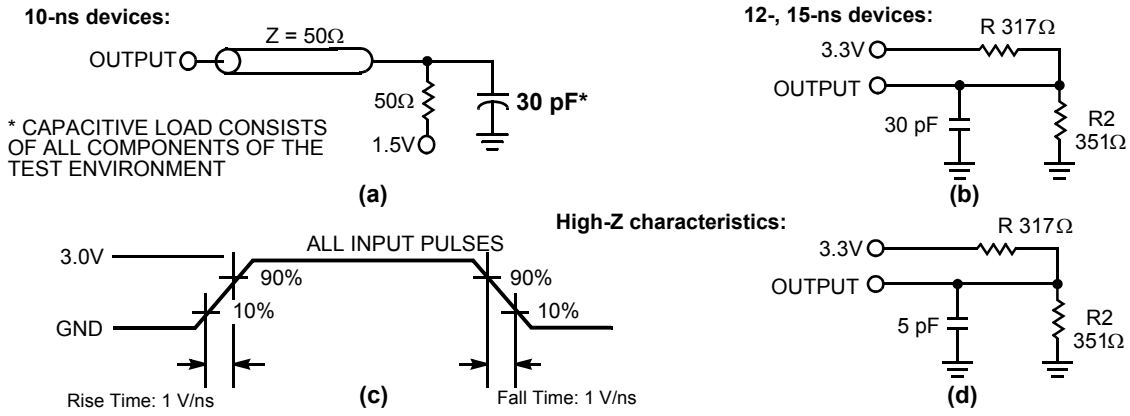 10-ns devices:
Z = 50Ω
OUTPUT
50Ω
30 pF*
1.5V
* CAPACITIVE LOAD CONSISTS
OF ALL COMPONENTS OF THE
TEST ENVIRONMENT
(a)
12-, 15-ns devices:
R 317Ω
3.3V
OUTPUT
30 pF
R2
351Ω
(b)
ALL INPUT PULSES
3.0V
90%
10%
GND
90%
10%
Rise Time: 1 V/ns
(c)
Fall Time: 1 V/ns
High-Z characteristics:
R 317Ω
3.3V
OUTPUT
5 pF
R2
351Ω
(d)